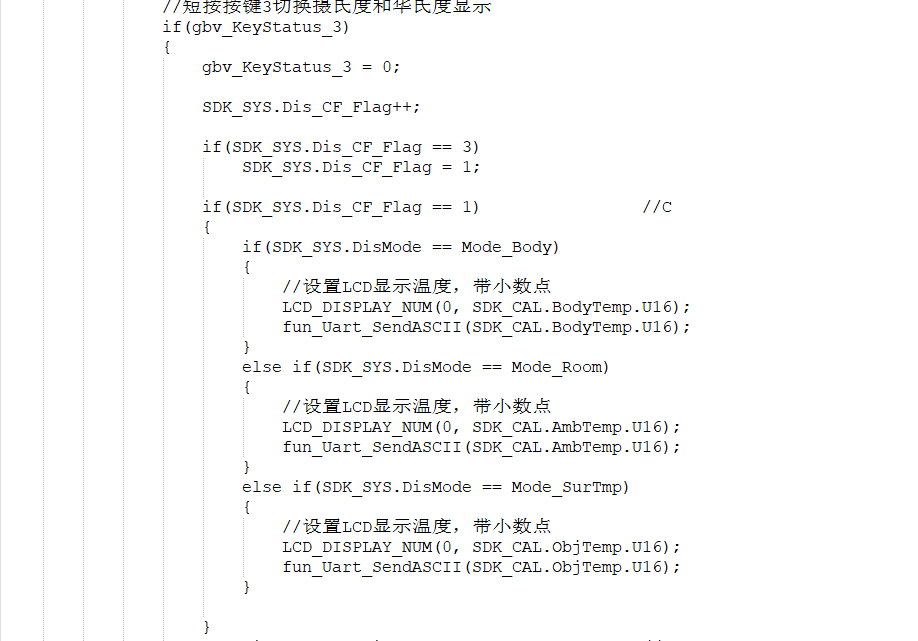 //短按按键3切换摄氏度和华氏度显示
if(gbv_KeyStatus_3)
{
gbv_KeyStatus_3 = 0;
SDK_SYS.Dis_CF_Flag++;
if(SDK_SYS.Dis_CF_Flag == 3)
SDK_SYS.Dis_CF_Flag = 1;
if(SDK_SYS.Dis_CF_Flag == 1) //C
{
if(SDK_SYS.DisMode == Mode_Body)
{
//设置LCD显示温度，带小数点
LCD_DISPLAY_NUM(0, SDK_CAL.BodyTemp.U16);
fun_Uart_SendASCII(SDK_CAL.BodyTemp.U16);
}
else if(SDK_SYS.DisMode == Mode_Room)
{
//设置LCD显示温度，带小数点
LCD_DISPLAY_NUM(0, SDK_CAL.AmbTemp.U16);
fun_Uart_SendASCII(SDK_CAL.AmbTemp.U16);
}
else if(SDK_SYS.DisMode == Mode_SurTmp)
{
//设置LCD显示温度，带小数点
LCD_DISPLAY_NUM(0, SDK_CAL.ObjTemp.U16);
fun_Uart_SendASCII(SDK_CAL.ObjTemp.U16);
}
}